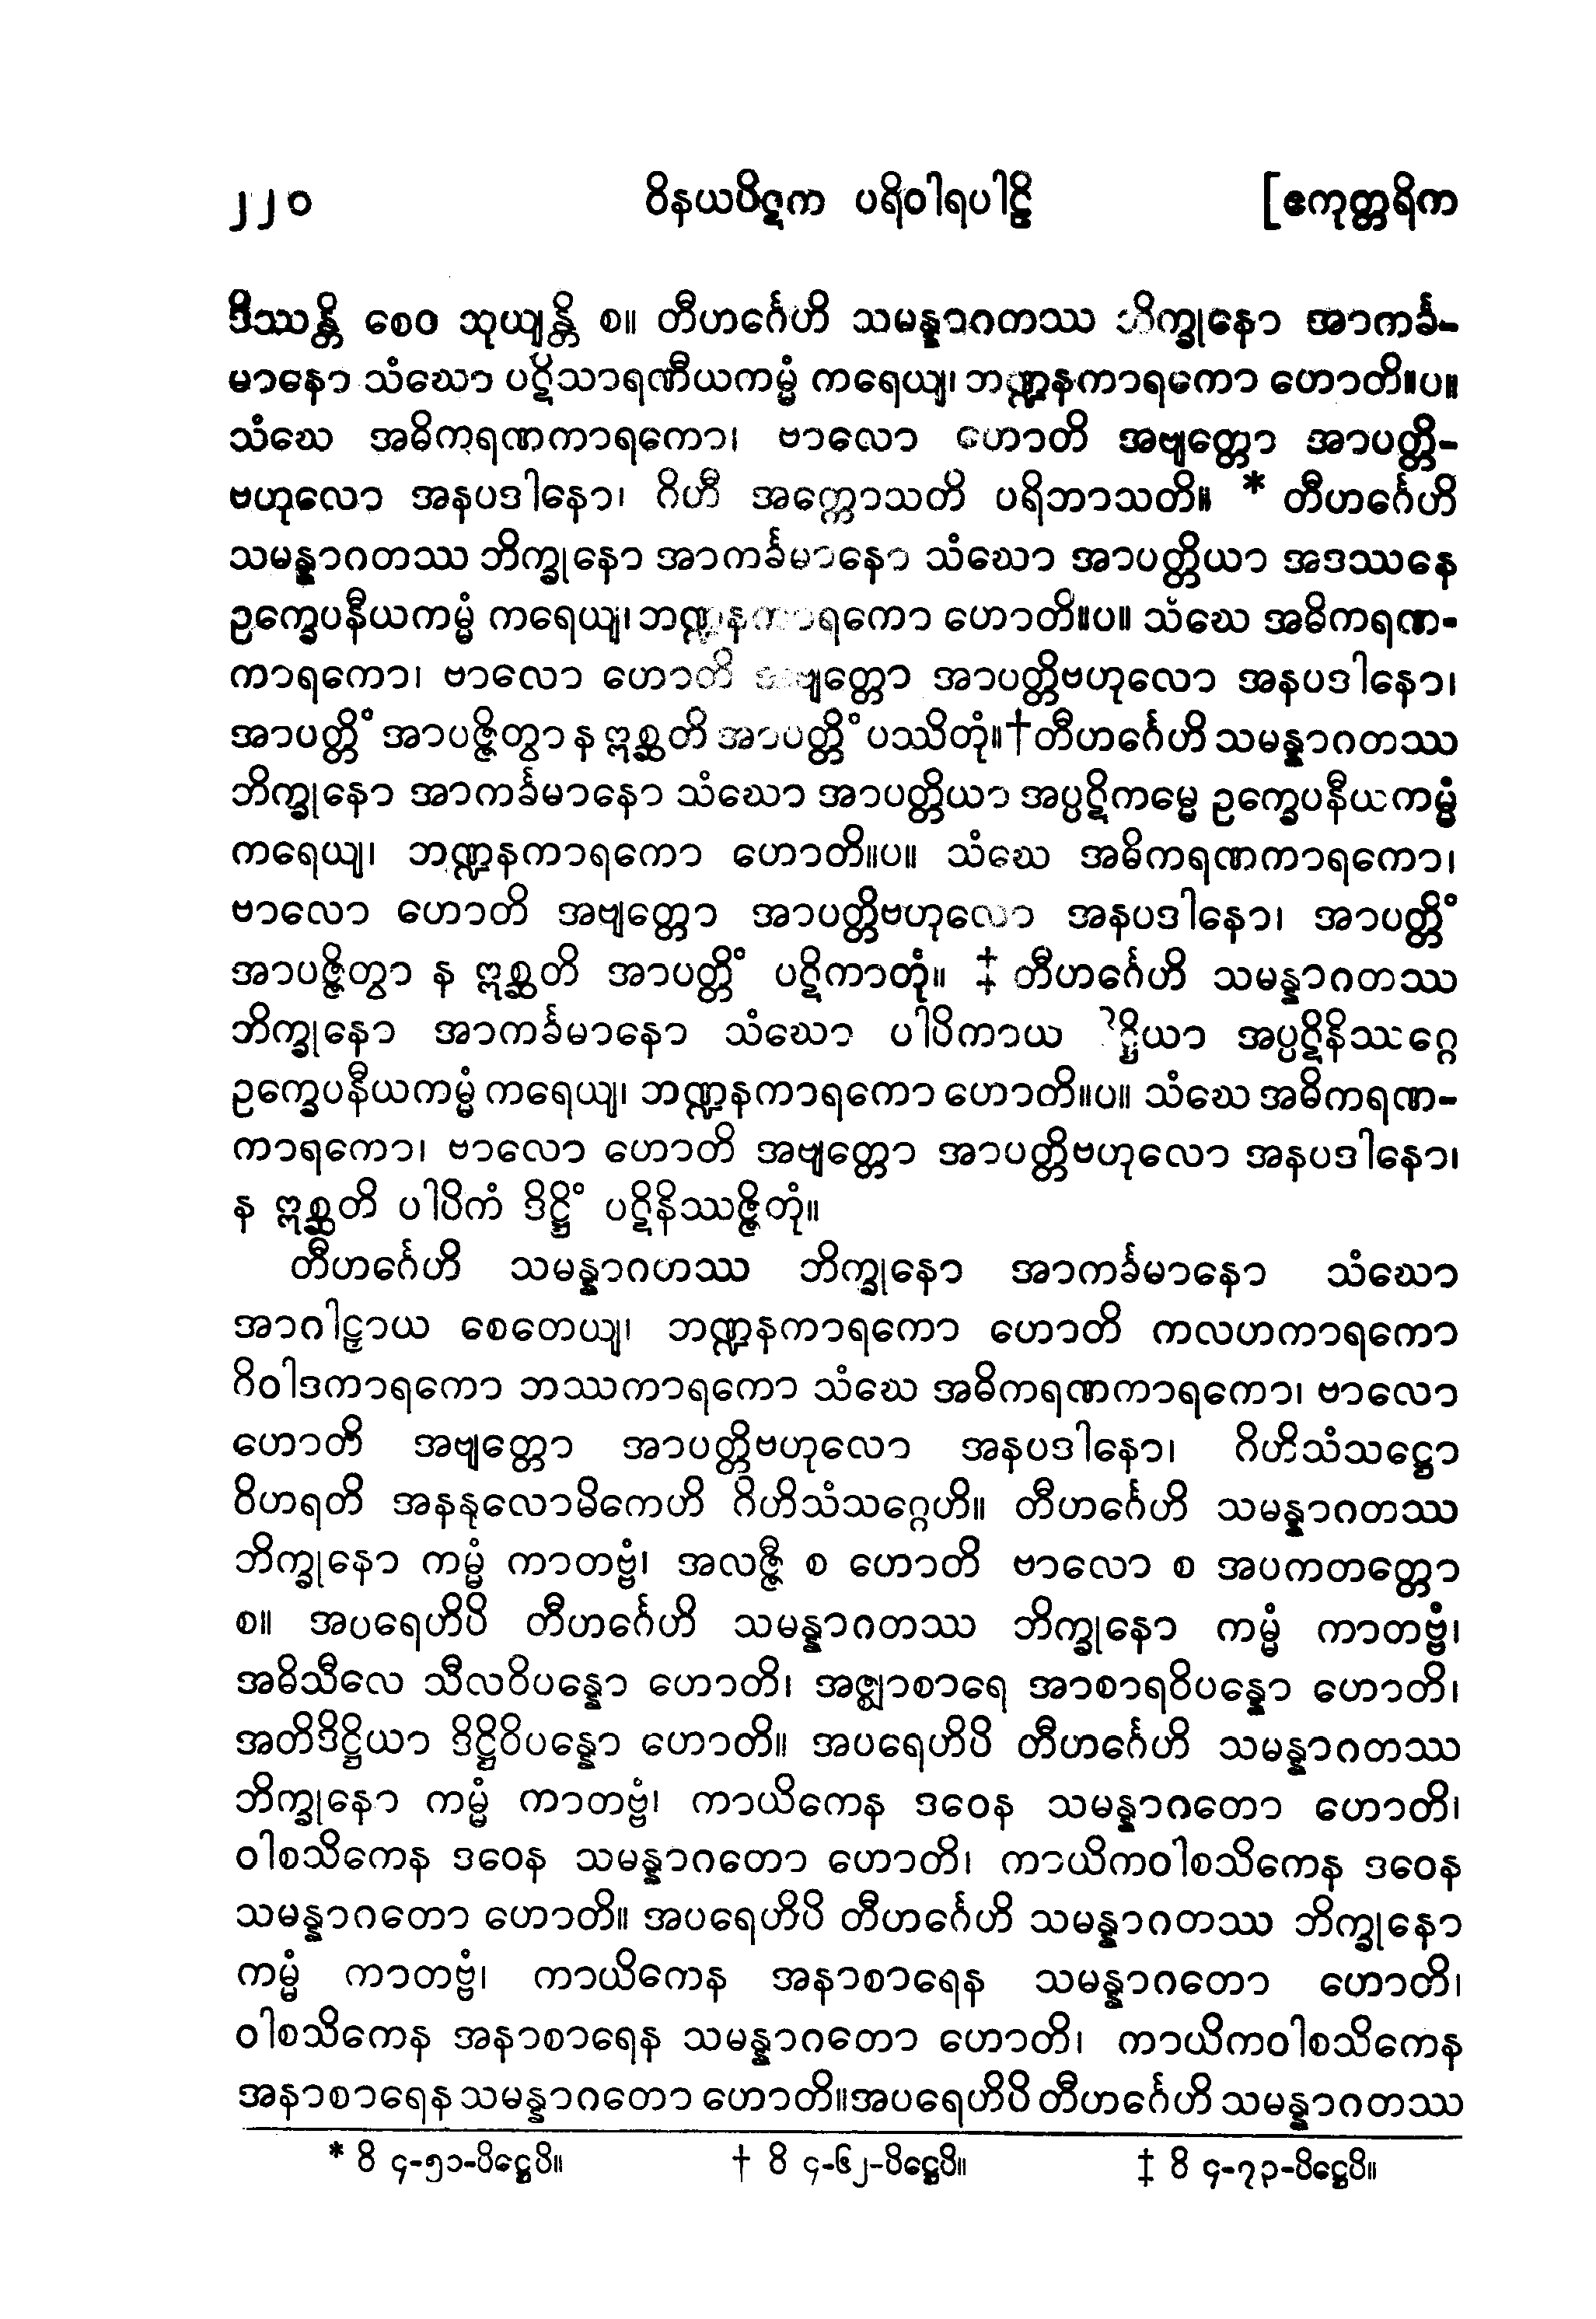 ၂၂၀ ဝိနယပိဋက ပရိဝါရပါဠိ [ဧကုတ္တရိက
ဒိဿန္တိ စေဝ သုယျန္တိ စ။ တီဟင်္ဂေဟိ သမန္နာဂတဿ ဘိက္ခုနော အာကင်္ခ-
မာနော သံဃော ပဋိသာရဏီယကမ္မံ ကရေယျ၊ ဘဏ္ဍနကာရကော ဟောတိ။ပ။
သံဃေ အဓိကရဏကာရကော၊ ဗာလော ဟောတိ အဗျတ္တော အာပတ္တိ-
ဗဟုလော အနပဒါနော၊ ဂိဟီ အက္ကောသတိ ပရိဘာသတိ။ * တီဟင်္ဂေဟိ
သမန္နာဂတဿ ဘိက္ခုနော အာကင်္ခမာနော သံဃော အာပတ္တိယာ အဒဿနေ
ဥက္ခေပနီယကမ္မံ ကရေယျ၊ ဘဏ္ဍနကာရကော ဟောတိ။ပ။ သံဃေ အဓိကရဏ-
ကာရကော၊ ဗာလော ဟောတိ အဗျတ္တော အာပတ္တိဗဟုလော အနပဒါနော၊
အာပတ္တိံ အာပဇ္ဇိတွာ န ဣစ္ဆတိ အာပတ္တိံ ပဿိတုံ။ † တီဟင်္ဂေဟိ သမန္နာဂတဿ
ဘိက္ခုနော အာကင်္ခမာနော သံဃော အာပတ္တိယာ အပ္ပဋိကမ္မေ ဥက္ခေပနီယကမ္မံ
ကရေယျ၊ ဘဏ္ဍနကာရကော ဟောတိ။ပ။ သံဃေ အဓိကရဏကာရကော၊
ဗာလော ဟောတိ အဗျတ္တော အာပတ္တိဗဟုလော အနပဒါနော၊ အာပတ္တိံ
အာပဇ္ဇိတွာ န ဣစ္ဆတိ အာပတ္တိံ ပဋိကာတုံ။ ‡ တီဟင်္ဂေဟိ သမန္နာဂတဿ
ဘိက္ခုနော အာကင်္ခမာနော သံဃော ပါပိကာယ အပ္ပဋိနိဿဂ္ဂေ
ဥက္ခေပနီယကမ္မံ ကရေယျ၊ ဘဏ္ဍနကာရကော ဟောတိ။ပ။ သံဃေ အဓိကရဏ-
ကာရကော၊ ဗာလော ဟောတိ အဗျတ္တော အာပတ္တိဗဟုလော အနပဒါနော၊
န ဣစ္ဆတိ ပါပိကံ ဒိဋ္ဌိံ ပဋိနိဿဇ္ဇိတုံ။
တီဟင်္ဂေဟိ သမန္နာဂတဿ ဘိက္ခုနော အာကင်္ခမာနော သံဃော
အာဂါဠှာယ စေတေယျ၊ ဘဏ္ဍနကာရကော ဟောတိ ကလဟကာရကော
ဝိဝါဒကာရကော ဘဿကာရကော သံဃေ အဓိကရဏကာရကော၊ ဗာလော
ဟောတိ အဗျတ္တော အာပတ္တိဗဟုလော အနပဒါနော၊ ဂိဟိသံသဋ္ဌော
ဝိဟရတိ အနနုလောမိကေဟိ ဂိဟိသံသဂ္ဂေဟိ။ တီဟင်္ဂေဟိ သမန္နာဂတဿ
ဘိက္ခုနော ကမ္မံ ကာတဗ္ဗံ၊ အလဇ္ဇီ စ ဟောတိ ဗာလော စ အပကတတ္တော
စ။ အပရေဟိပိ တီဟင်္ဂေဟိ သမန္နာဂတဿ ဘိက္ခုနော ကမ္မံ ကာတဗ္ဗံ၊
အဓိသီလေ သီလဝိပန္နော ဟောတိ၊ အဇ္ဈာစာရေ အာစာရဝိပန္နော ဟောတိ၊
အတိဒိဋ္ဌိယာ ဒိဋ္ဌိဝိပန္နော ဟောတိ။ အပရေဟိပိ တီဟင်္ဂေဟိ သမန္နာဂတဿ
ဘိက္ခုနော ကမ္မံ ကာတဗ္ဗံ၊ ကာယိကေန ဒဝေန သမန္နာဂတော ဟောတိ၊
ဝါစသိကေန ဒဝေန သမန္နာဂတော ဟောတိ၊ ကာယိကဝါစသိကေန ဒဝေန
သမန္နာဂတော ဟောတိ။ အပရေဟိပိ တီဟင်္ဂေဟိ သမန္နာဂတဿ ဘိက္ခုနော
ကမ္မံ ကာတဗ္ဗံ၊ ကာယိကေန အနာစာရေန သမန္နာဂတော ဟောတိ၊
ဝါစသိကေန အနာစာရေန သမန္နာဂတော ဟောတိ၊ ကာယိကဝါစသိကေန
အနာစာရေန သမန္နာဂတော ဟောတိ။ အပရေဟိပိ တီဟင်္ဂေဟိ သမန္နာဂတဿ
* ဝိ ၄-၅၁-ပိဋ္ဌေပိ။ † ဝိ ၄-၆၂-ပိဋ္ဌေပိ။ ‡ ဝိ ၄-၇၃-ပိဋ္ဌေပိ။